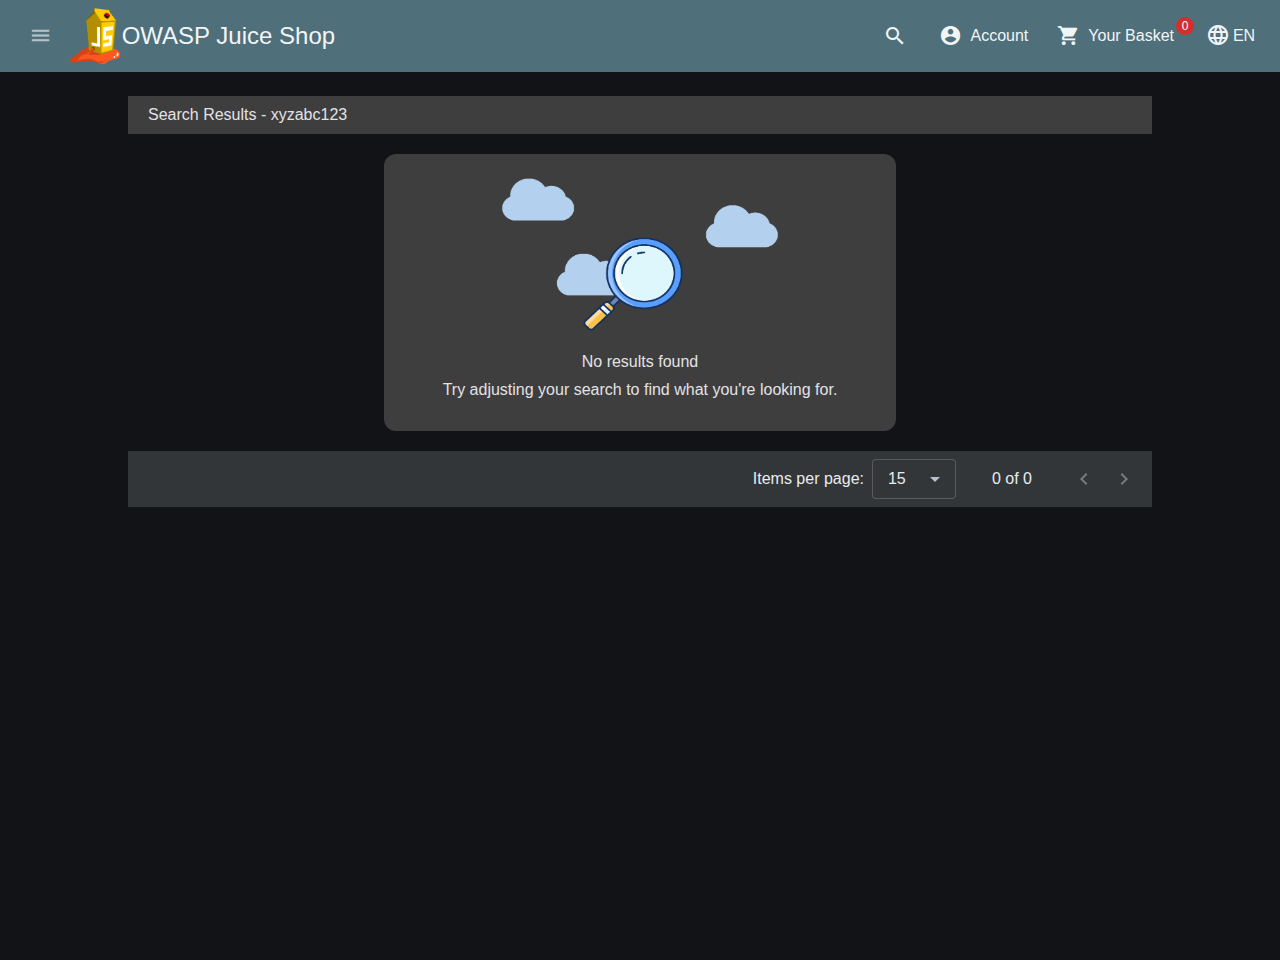 OWASP Juice Shop
Account
Your Basket
0
EN
Search Results - xyzabc123
No results found
Try adjusting your search to find what you're looking for.
Items per page:
15
0 of 0